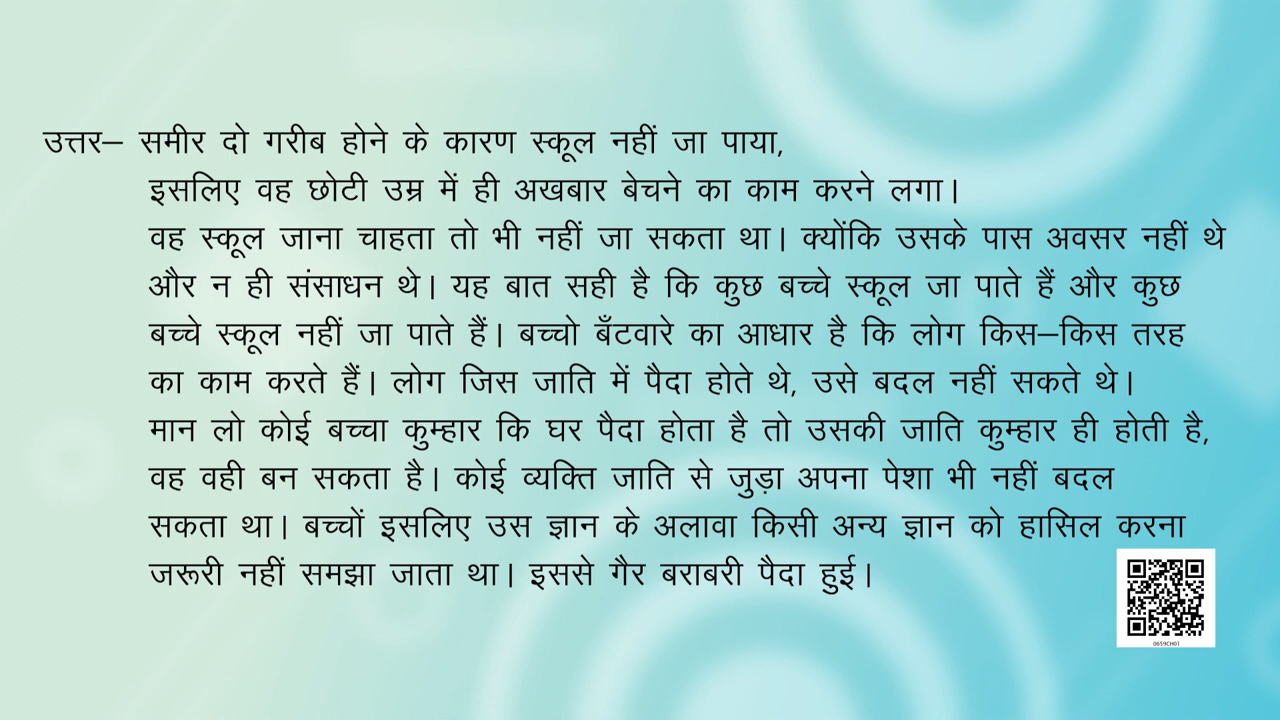 उत्तर– समीर दो गरीब होने के कारण स्कूल नहीं जा पाया,
इसलिए वह छोटी उम्र में ही अखबार बेचने का काम करने लगा।
वह स्कूल जाना चाहता तो भी नहीं जा सकता था। क्योंकि उसके पास अवसर नहीं थे
और न ही संसाधन थे। यह बात सही है कि कुछ बच्चे स्कूल जा पाते हैं और कुछ
बच्चे स्कूल नहीं जा पाते हैं। बच्चो बँटवारे का आधार है कि लोग किस–किस तरह
का काम करते हैं। लोग जिस जाति में पैदा होते थे, उसे बदल नहीं सकते थे।
मान लो कोई बच्चा कुम्हार कि घर पैदा होता है तो उसकी जाति कुम्हार ही होती है,
वह वही बन सकता है। कोई व्यक्ति जाति से जुड़ा अपना पेशा भी नहीं बदल
सकता था। बच्चों इसलिए उस ज्ञान के अलावा किसी अन्य ज्ञान को हासिल करना
जरूरी नहीं समझा जाता था। इससे गैर बराबरी पैदा हुई।
0659CH01